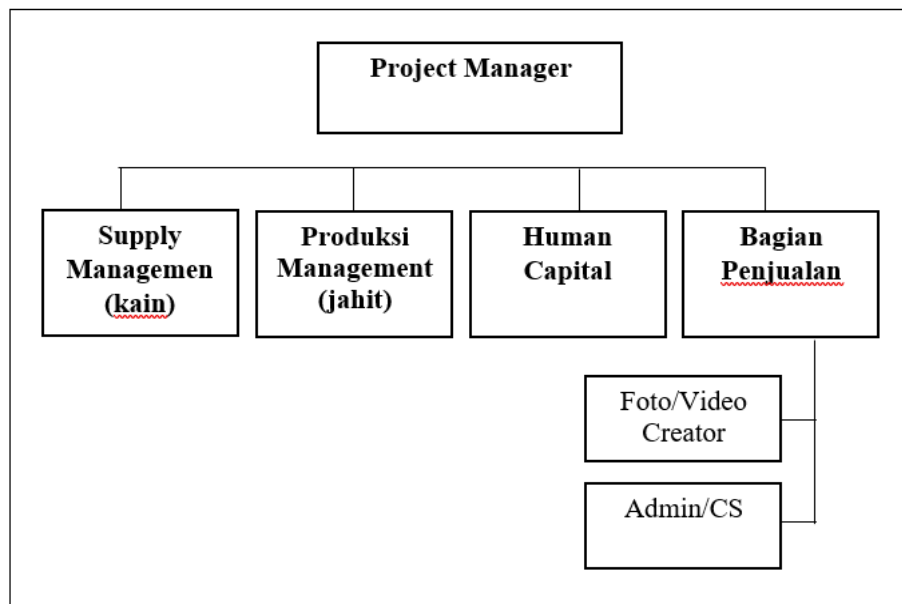 Project Manager
Supply
Managemen
(kain)
Produksi
Management
(jahit)
Human
Capital
Bagian
Penjualan
Foto/Video
Creator
Admin/CS